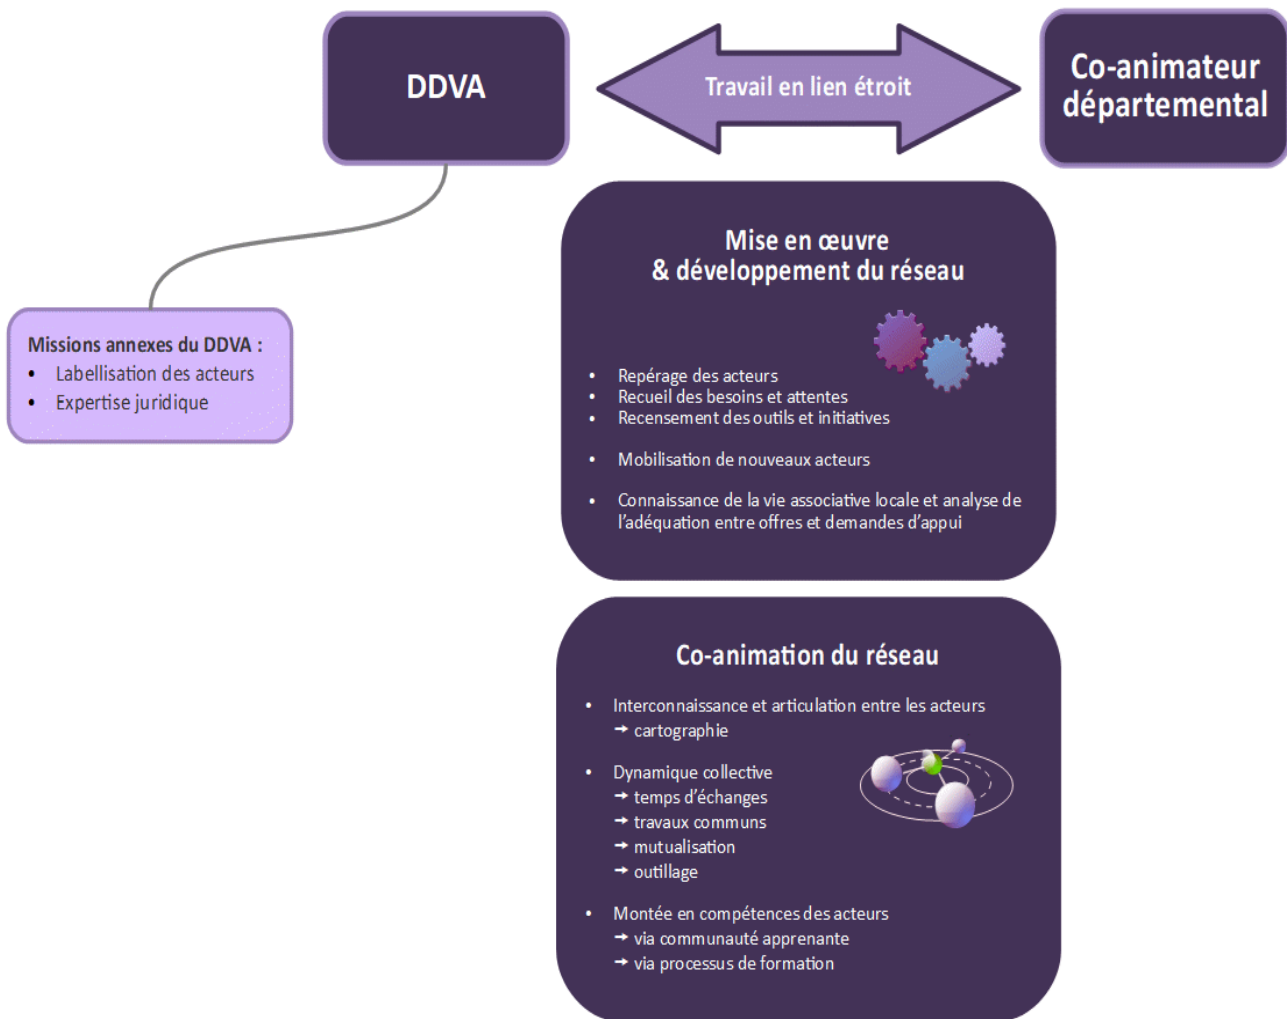 DDVA
Travail en lien étroit
Co-animateur
départemental
Missions annexes du DDVA :
• Labellisation des acteurs
• Expertise juridique
Mise en œuvre
& développement du réseau
• Repérage des acteurs
• Recueil des besoins et attentes
• Recensement des outils et initiatives
• Mobilisation de nouveaux acteurs
• Connaissance de la vie associative locale et analyse de
l’adéquation entre offres et demandes d’appui
Co-animation du réseau
• Interconnaissance et articulation entre les acteurs
→ cartographie
• Dynamique collective
→ temps d’échanges
→ travaux communs
→ mutualisation
→ outillage
• Montée en compétences des acteurs
→ via communauté apprenante
→ via processus de formation